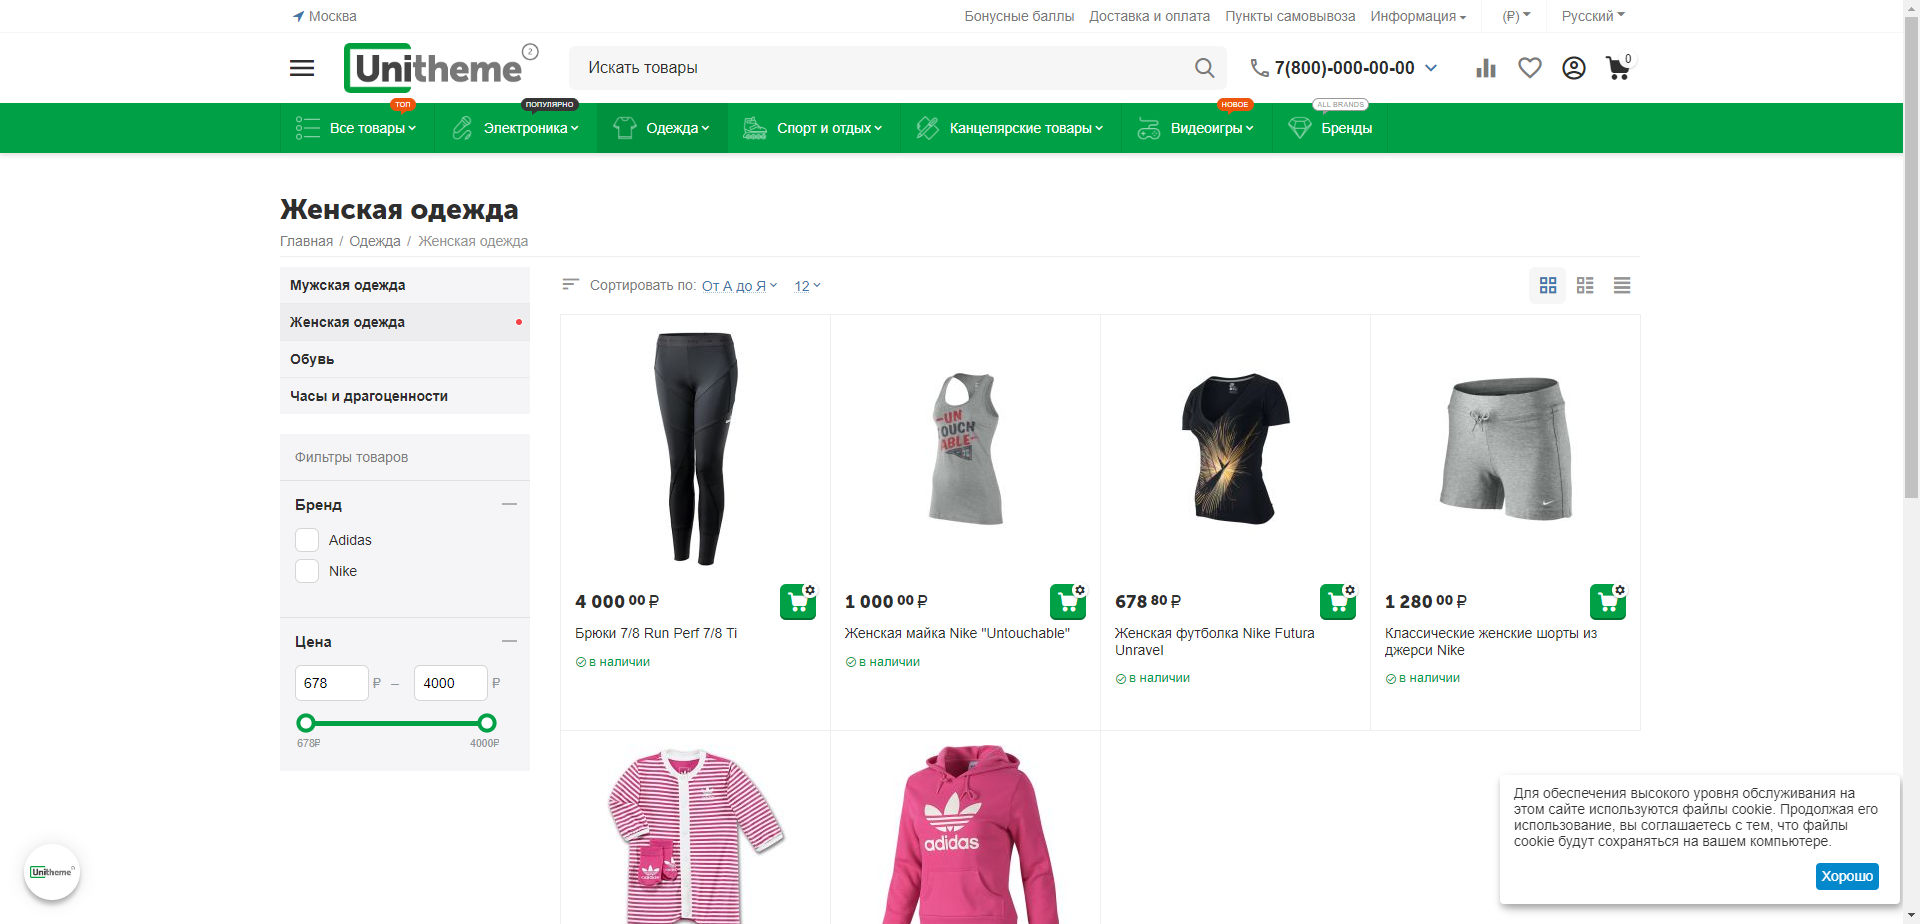 Москва
Бонусные баллы
Доставка и оплата
Пункты самовывоза
Информация
(₽)
Русский
Unitheme 2
Искать товары
7(800)-000-00-00
0
ТОП
ПОПУЛЯРНО
НОВОЕ
ALL BRANDS
Все товары
Электроника
Одежда
Спорт и отдых
Канцелярские товары
Видеоигры
Бренды
Женская одежда
Главная / Одежда / Женская одежда
Мужская одежда
Женская одежда
Обувь
Часы и драгоценности
Фильтры товаров
Бренд
Adidas
Nike
Цена
678 ₽ – 4000 ₽
678₽ 4000₽
Сортировать по: От А до Я 12
4 000 00 ₽
Брюки 7/8 Run Perf 7/8 Ti
в наличии
UN
TOUCH
ABLE
1 000 00 ₽
Женская майка Nike "Untouchable"
в наличии
678 80 ₽
Женская футболка Nike Futura
Unravel
в наличии
1 280 00 ₽
Классические женские шорты из
джерси Nike
в наличии
adidas
adidas
Для обеспечения высокого уровня обслуживания на
этом сайте используются файлы cookie. Продолжая его
использование, вы соглашаетесь с тем, что файлы
cookie будут сохраняться на вашем компьютере.
Хорошо
Unitheme